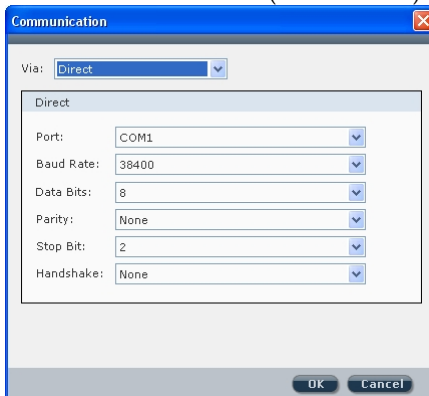 Communication
Via: Direct
Direct
Port: COM1
Baud Rate: 38400
Data Bits: 8
Parity: None
Stop Bit: 2
Handshake: None
OK Cancel